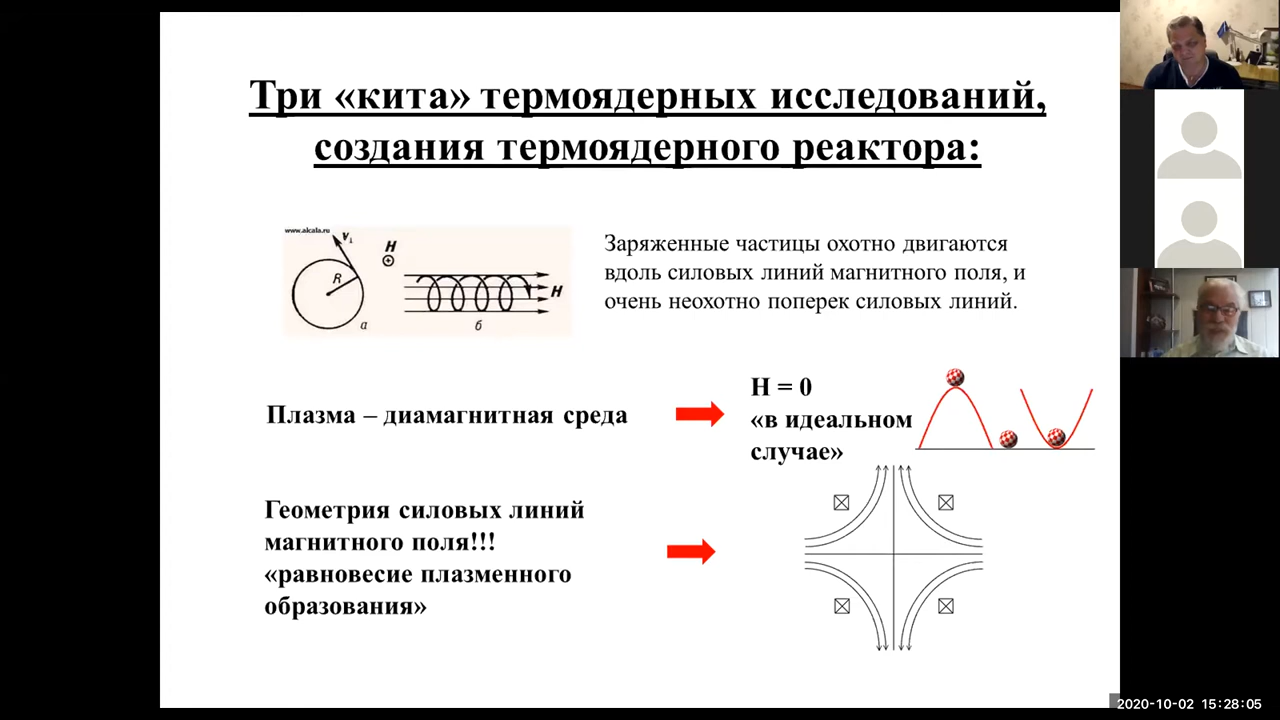 Три «кита» термоядерных исследований,
создания термоядерного реактора:
www.alcala.ru
v⊥
H
R
а
H
б
Заряженные частицы охотно двигаются
вдоль силовых линий магнитного поля, и
очень неохотно поперек силовых линий.
Плазма – диамагнитная среда
H = 0
«в идеальном
случае»
Геометрия силовых линий
магнитного поля!!!
«равновесие плазменного
образования»
2020-10-02 15:28:05